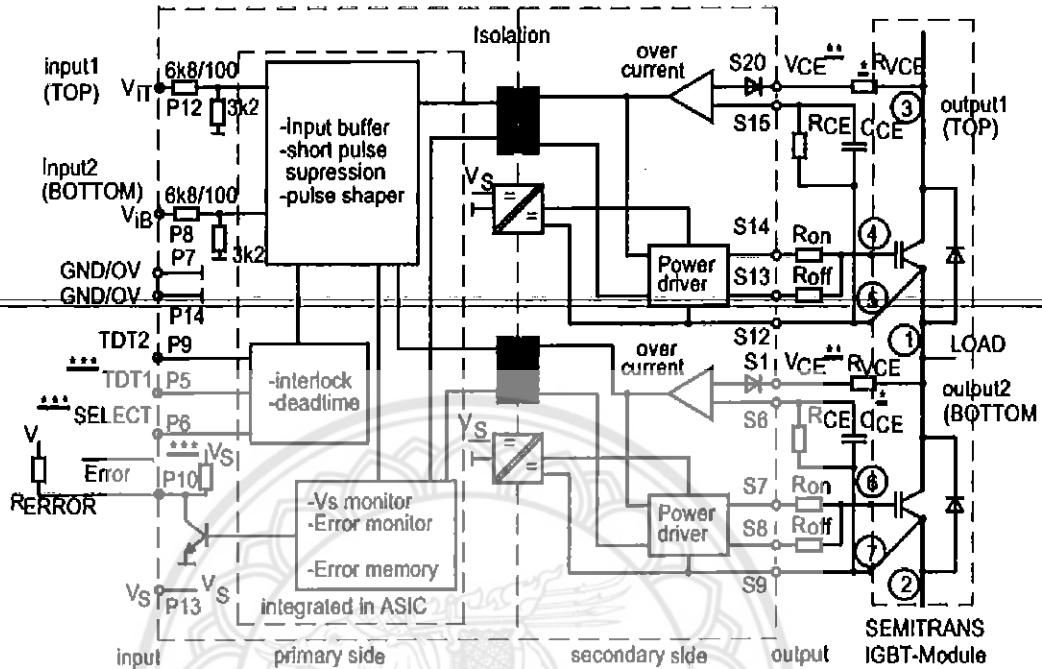 Isolation
input1
(TOP)
6k8/100
VIT
P12
3k2
-input buffer
-short pulse
supression
-pulse shaper
over
current
S20
VCE **
* RVCE
S15
RCE
CCE
3
output1
(TOP)
Input2
(BOTTOM)
6k8/100
ViB
P8
3k2
P7
GND/OV
GND/OV
P14
VS
=
=
S14
Ron
4
Power
driver
S13
Roff
5
S12
1
TDT2
P9
LOAD
*** TDT1
P5
*** SELECT
P6
-interlock
-deadtime
over
current
S1
VCE **
RVCE
S6
RCE
CCE
*
output2
(BOTTOM
V
Error
P10
***
VS
RERROR
VS
=
=
-Vs monitor
-Error monitor
-Error memory
Power
driver
S7
Ron
6
S8
Roff
7
S9
2
VS
P13
VS
integrated in ASIC
SEMITRANS
IGBT-Module
input
primary side
secondary side
output